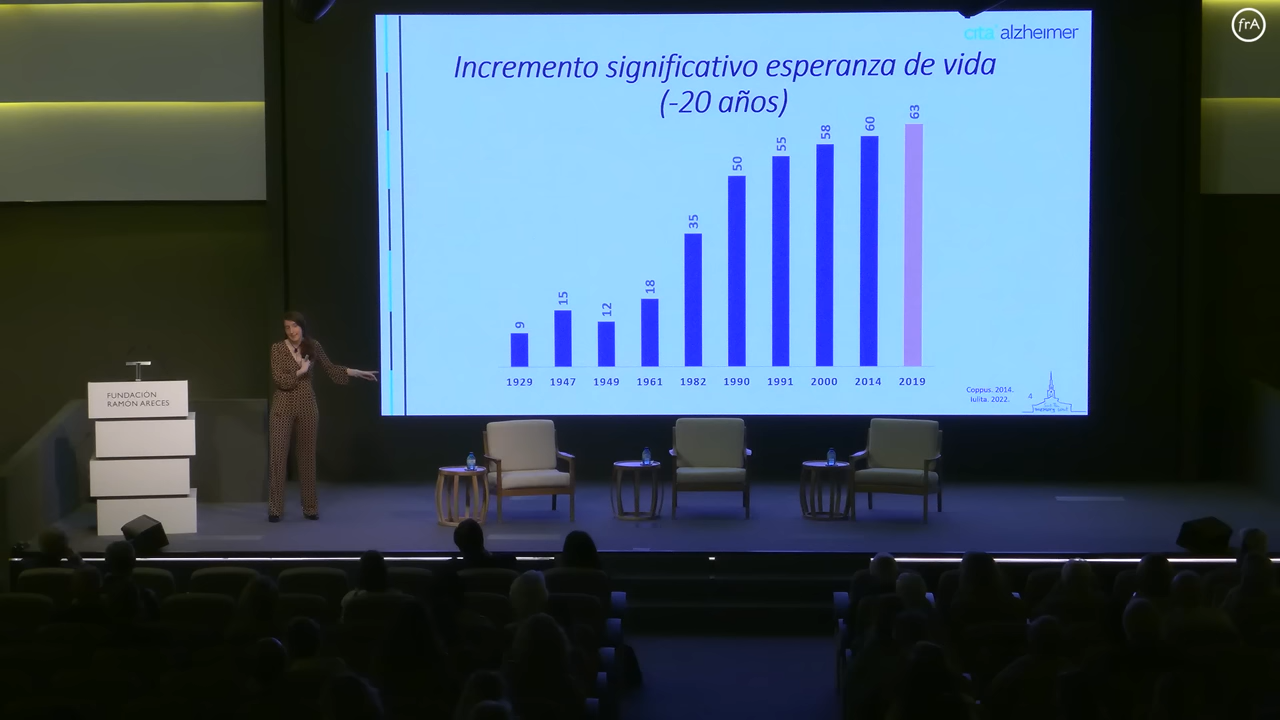 frA
cita alzheimer
Incremento significativo esperanza de vida
(-20 años)
9
15
12
18
35
50
55
58
60
63
1929 1947 1949 1961 1982 1990 1991 2000 2014 2019
Coppus. 2014.
Iulita. 2022.
4
FUNDACIÓN
RAMÓN ARECES